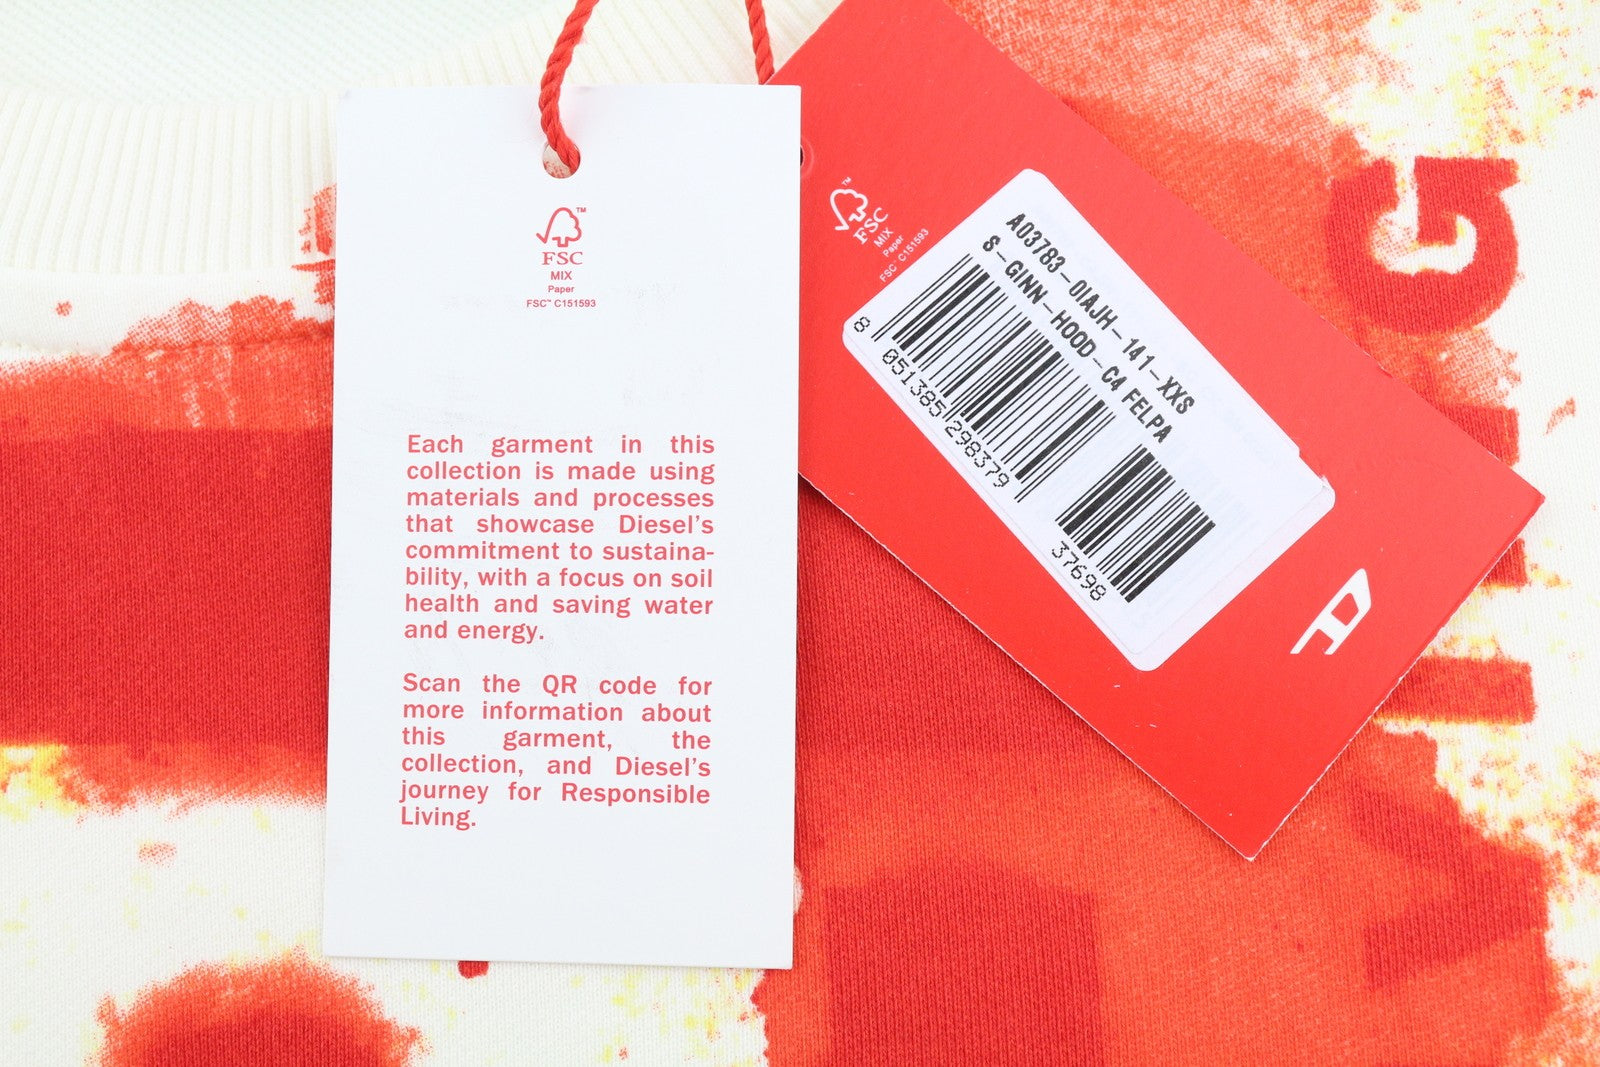 FSC
MIX
Paper
FSC™ C151593
Each garment in this
collection is made using
materials and processes
that showcase Diesel's
commitment to sustaina-
bility, with a focus on soil
health and saving water
and energy.
Scan the QR code for
more information about
this garment, the
collection, and Diesel's
journey for Responsible
Living.
FSC
MIX
Paper
FSC™ C151593
A03783-0IAJH-141-XXS
S-GINN-HOOD-C4 FELPA
8 051385 298379
37698
D
G